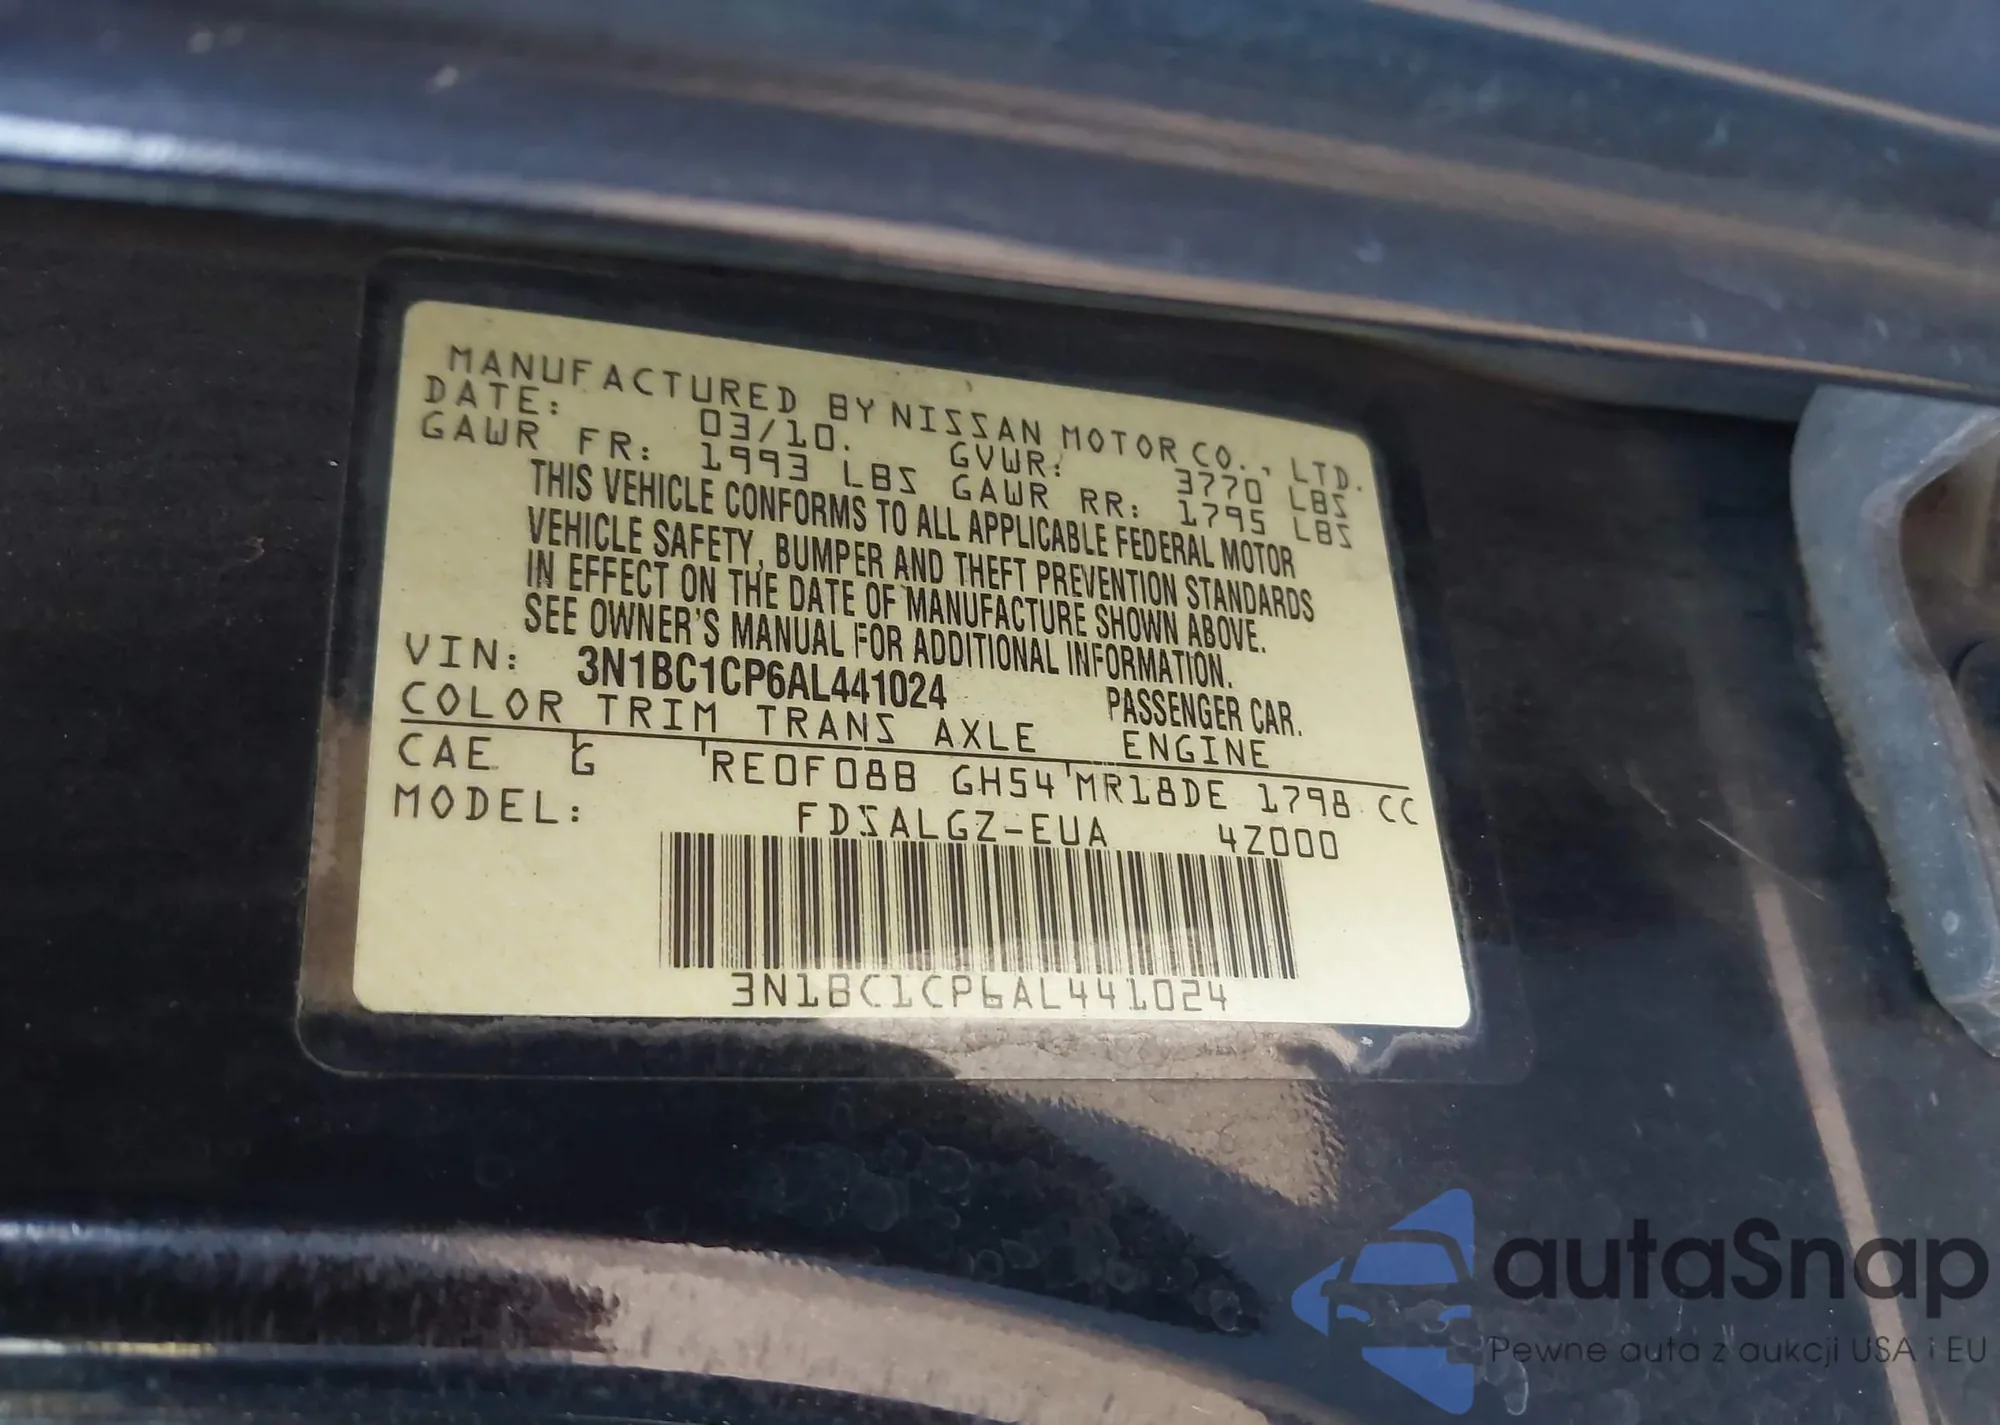 MANUFACTURED BY NISSAN MOTOR CO., LTD.
DATE: 03/10. GVWR: 3770 LBS
GAWR FR: 1993 LBS GAWR RR: 1795 LBS
THIS VEHICLE CONFORMS TO ALL APPLICABLE FEDERAL MOTOR
VEHICLE SAFETY, BUMPER AND THEFT PREVENTION STANDARDS
IN EFFECT ON THE DATE OF MANUFACTURE SHOWN ABOVE.
SEE OWNER'S MANUAL FOR ADDITIONAL INFORMATION.
VIN: 3N1BC1CP6AL441024 PASSENGER CAR.
COLOR TRIM TRANS AXLE ENGINE
CAE G RE0F08B GH54 MR18DE 1798 CC
MODEL: FDSALGZ-EUA 4Z000
3N1BC1CP6AL441024
autaSnap
Pewne auta z aukcji USA i EU